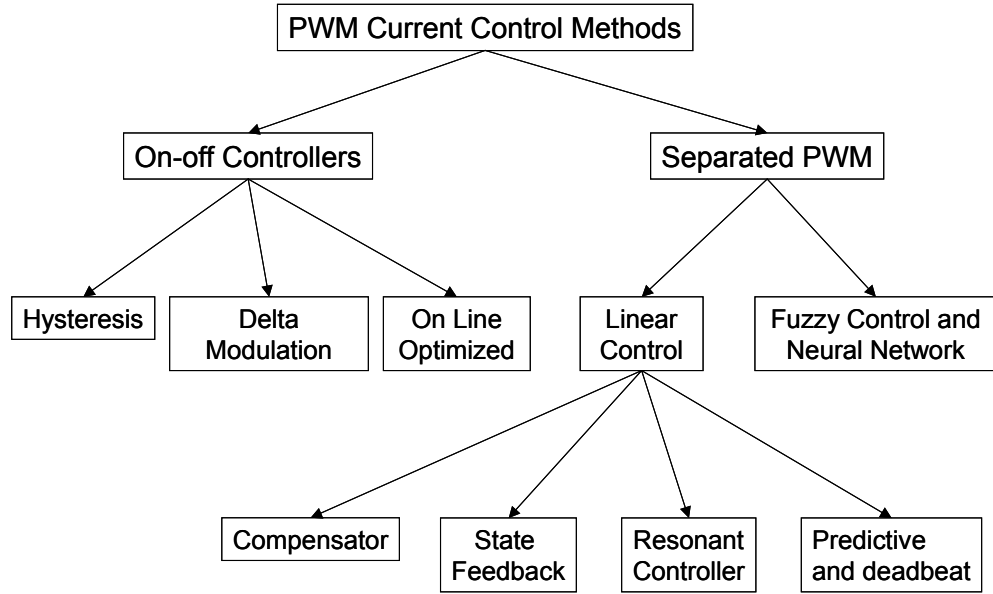 PWM Current Control Methods
On-off Controllers
Separated PWM
Hysteresis
Delta
Modulation
On Line
Optimized
Linear
Control
Fuzzy Control and
Neural Network
Compensator
State
Feedback
Resonant
Controller
Predictive
and deadbeat